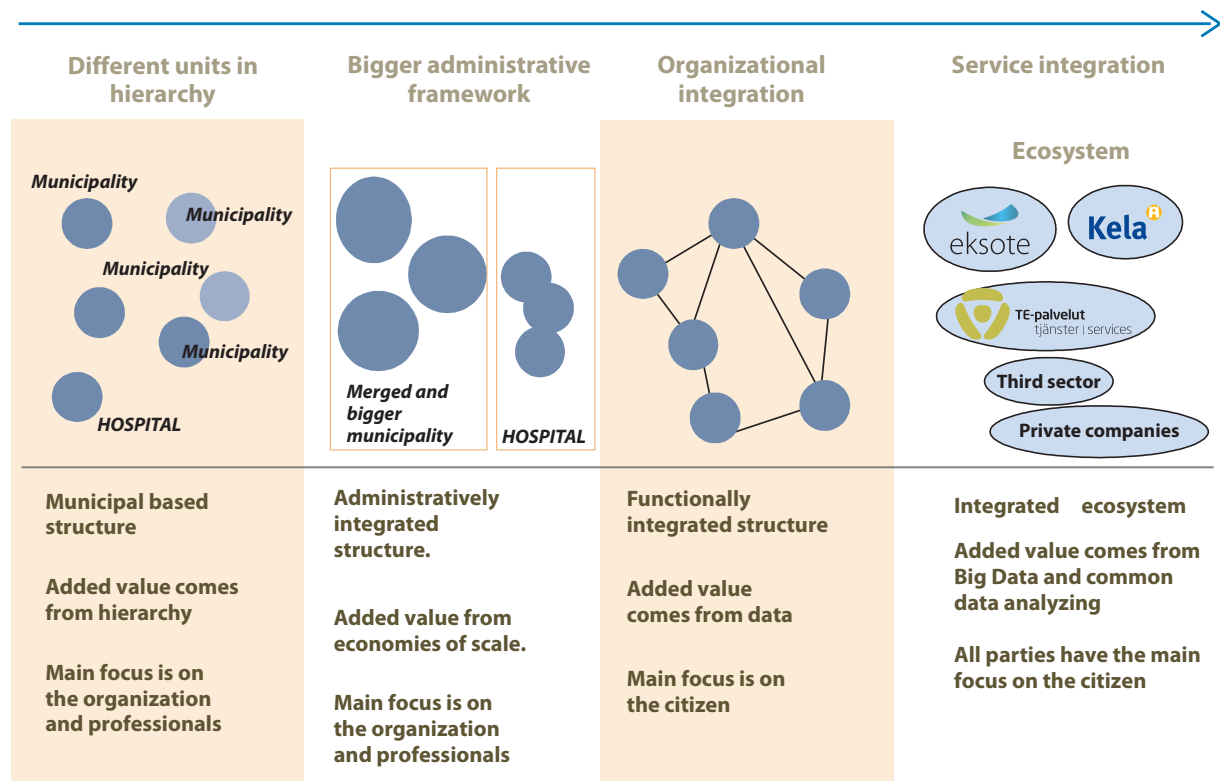 Different units in
hierarchy
Bigger administrative
framework
Organizational
integration
Service integration
Municipality
Municipality
Municipality
Municipality
HOSPITAL
Merged and
bigger
municipality
HOSPITAL
Ecosystem
eksote
Kela
TE-palvelut
tjänster | services
Third sector
Private companies
Municipal based
structure
Added value comes
from hierarchy
Main focus is on
the organization
and professionals
Administratively
integrated
structure.
Added value from
economies of scale.
Main focus is on
the organization
and professionals
Functionally
integrated structure
Added value
comes from data
Main focus is on
the citizen
Integrated ecosystem
Added value comes from
Big Data and common
data analyzing
All parties have the main
focus on the citizen